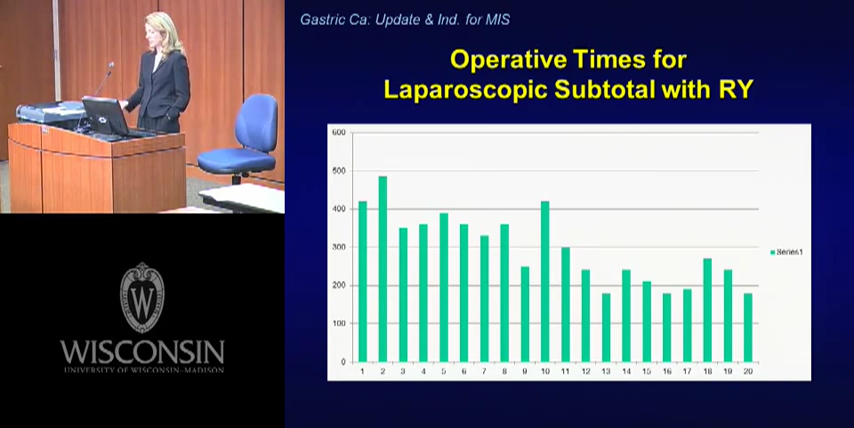 Gastric Ca: Update & Ind. for MIS
Operative Times for
Laparoscopic Subtotal with RY
600
500
400
300
200
100
0
1 2 3 4 5 6 7 8 9 10 11 12 13 14 15 16 17 18 19 20
Series1
W
WISCONSIN
UNIVERSITY OF WISCONSIN–MADISON